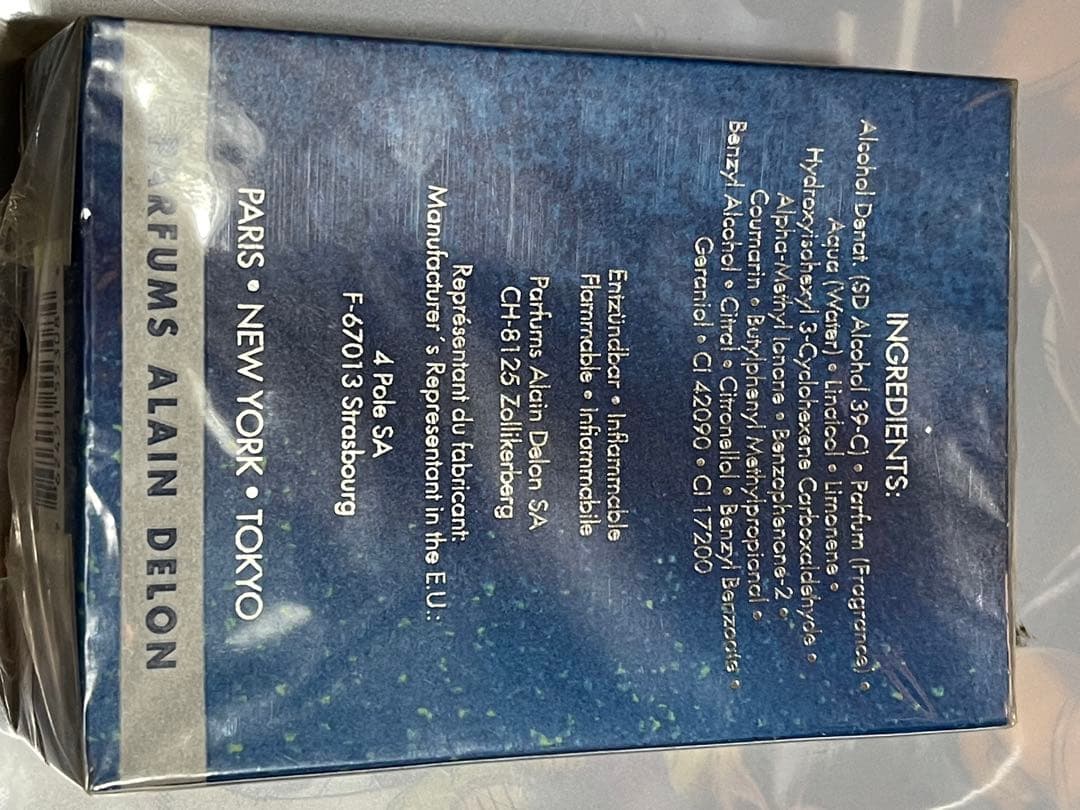 INGREDIENTS:
Alcohol Denat. (SD Alcohol 39-C) • Parfum (Fragrance) •
Aqua (Water) • Linalool • Limonene •
Hydroxyisohexyl 3-Cyclohexene Carboxaldehyde •
Alpha-Methyl Ionone • Benzophenone-2 •
Coumarin • Butylphenyl Methylpropional •
Benzyl Alcohol • Citral • Citronellol • Benzyl Benzoate •
Geraniol • CI 42090 • CI 17200
Entzündbar • Inflammable
Flammable • infiammabile
Parfums Alain Delon SA
CH-8125 Zollikerberg
Représentant du fabricant:
Manufacturer´s Representant in the E.U.:
4 Pole SA
F-67013 Strasbourg
PARIS • NEW YORK • TOKYO
PARFUMS ALAIN DELON